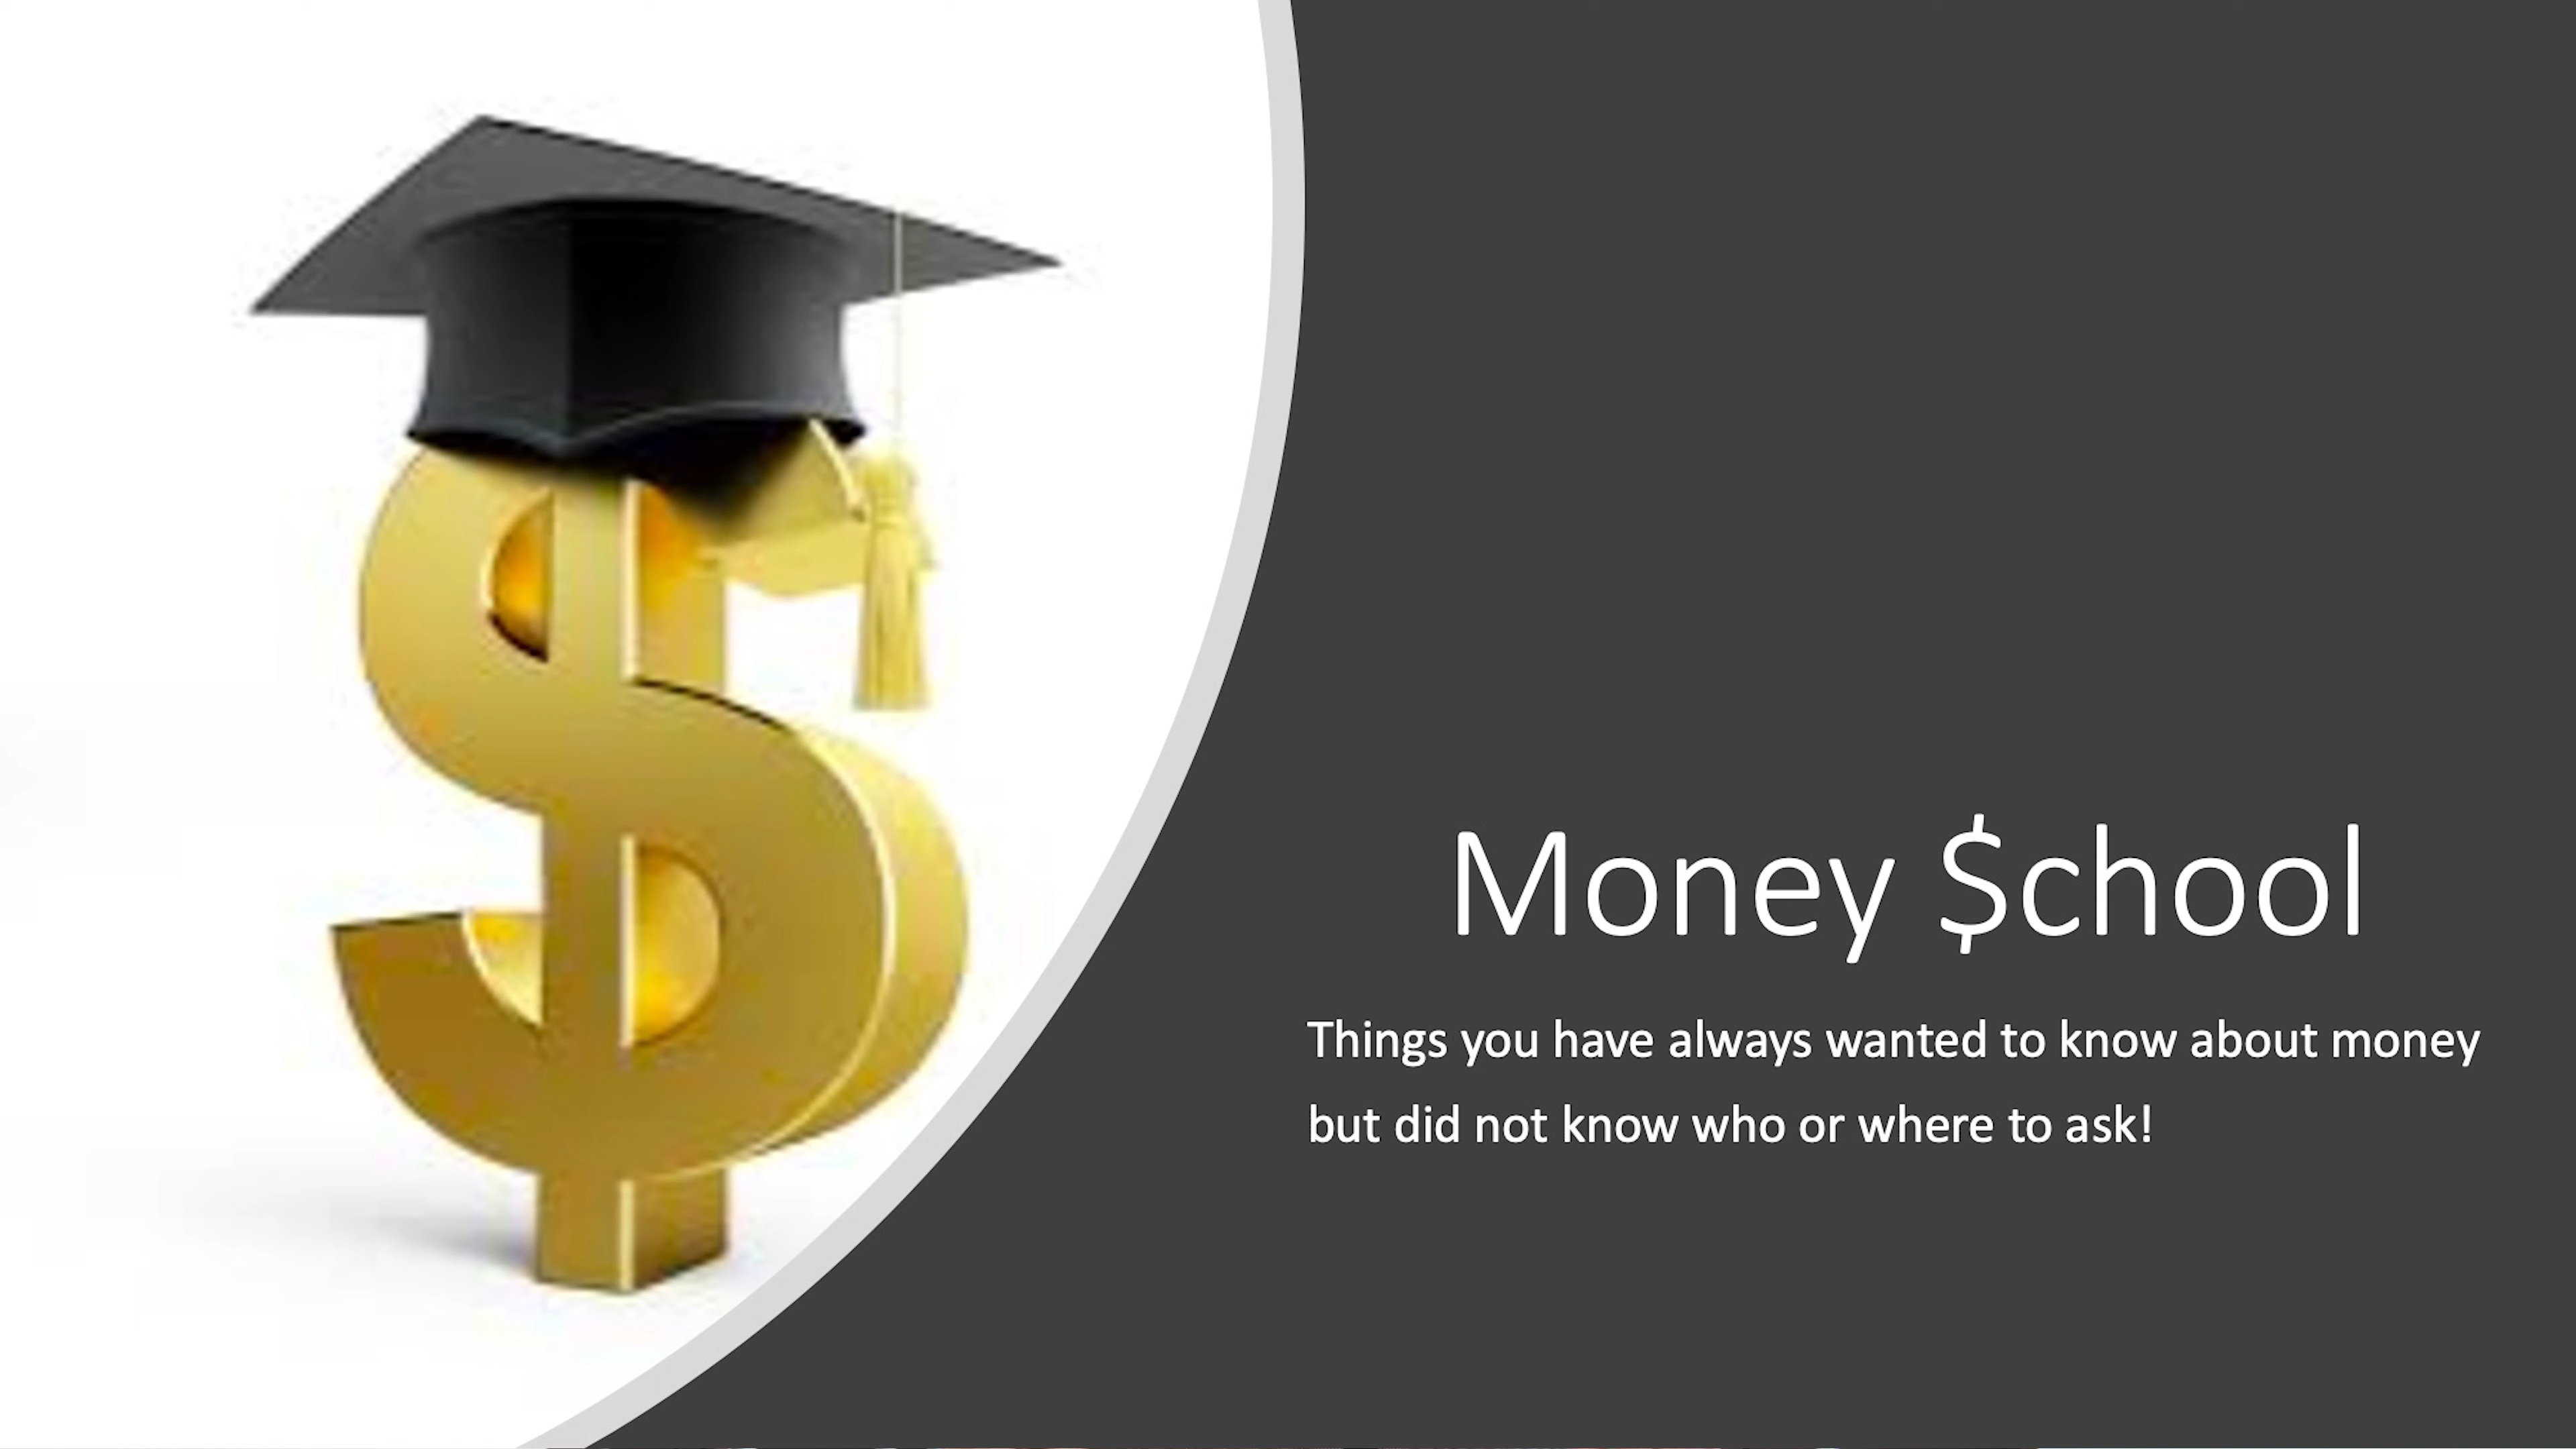 Money $chool
Things you have always wanted to know about money
but did not know who or where to ask!